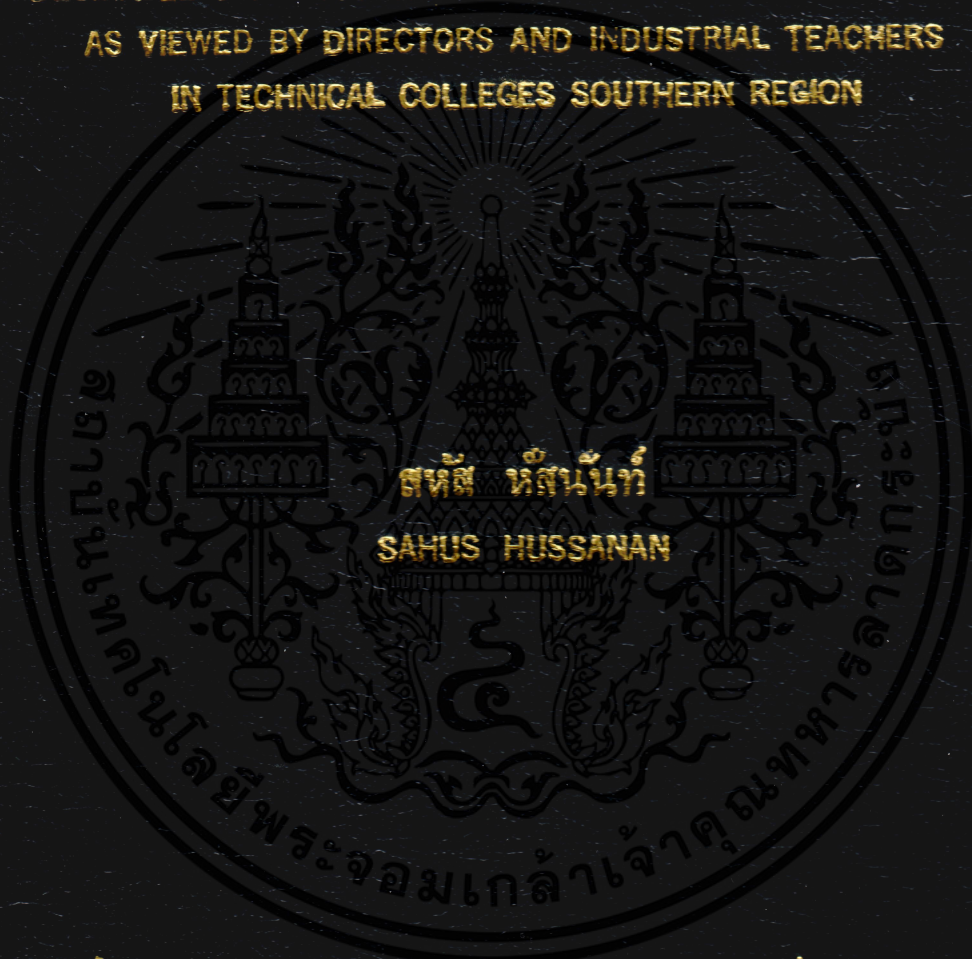 AS VIEWED BY DIRECTORS AND INDUSTRIAL TEACHERS
IN TECHNICAL COLLEGES SOUTHERN REGION
สหัส หัสนันท์
SAHUS HUSSANAN
สถาบันเทคโนโลยีพระจอมเกล้าเจ้าคุณทหารลาดกระบัง